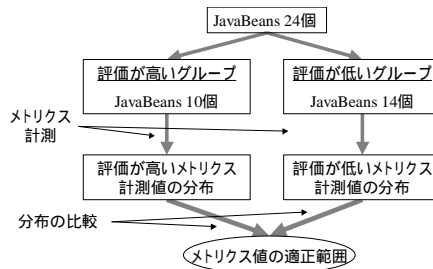 JavaBeans 24個
評価が高いグループ
JavaBeans 10個
評価が低いグループ
JavaBeans 14個
メトリクス
計測
評価が高いメトリクス
計測値の分布
評価が低いメトリクス
計測値の分布
分布の比較
メトリクス値の適正範囲